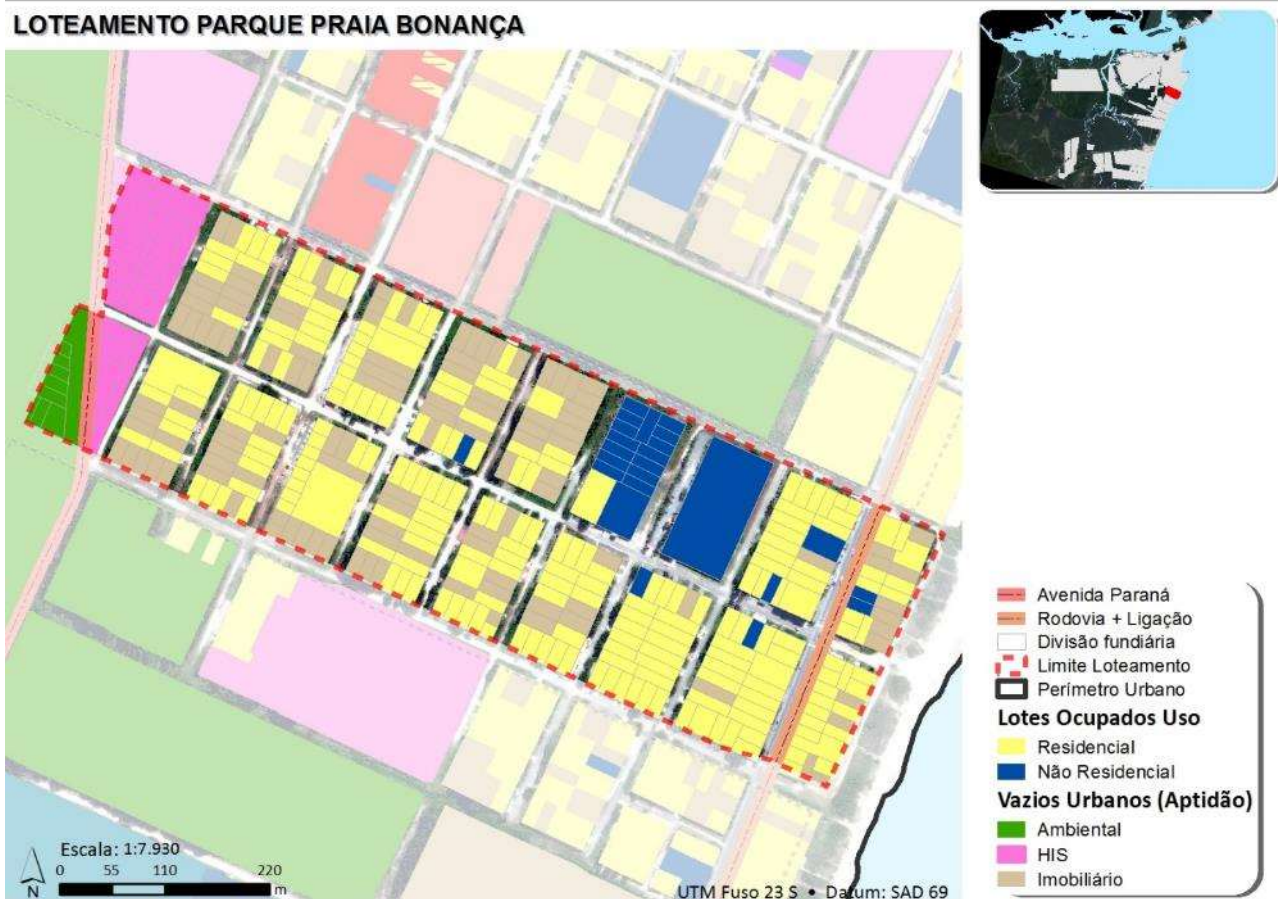 LOTEAMENTO PARQUE PRAIA BONANÇA
Avenida Paraná
Rodovia + Ligação
Divisão fundiária
Limite Loteamento
Perímetro Urbano
Lotes Ocupados Uso
Residencial
Não Residencial
Vazios Urbanos (Aptidão)
Ambiental
HIS
Imobiliário
Escala: 1:7.930
0 55 110 220
m
N
UTM Fuso 23 S • Datum: SAD 69